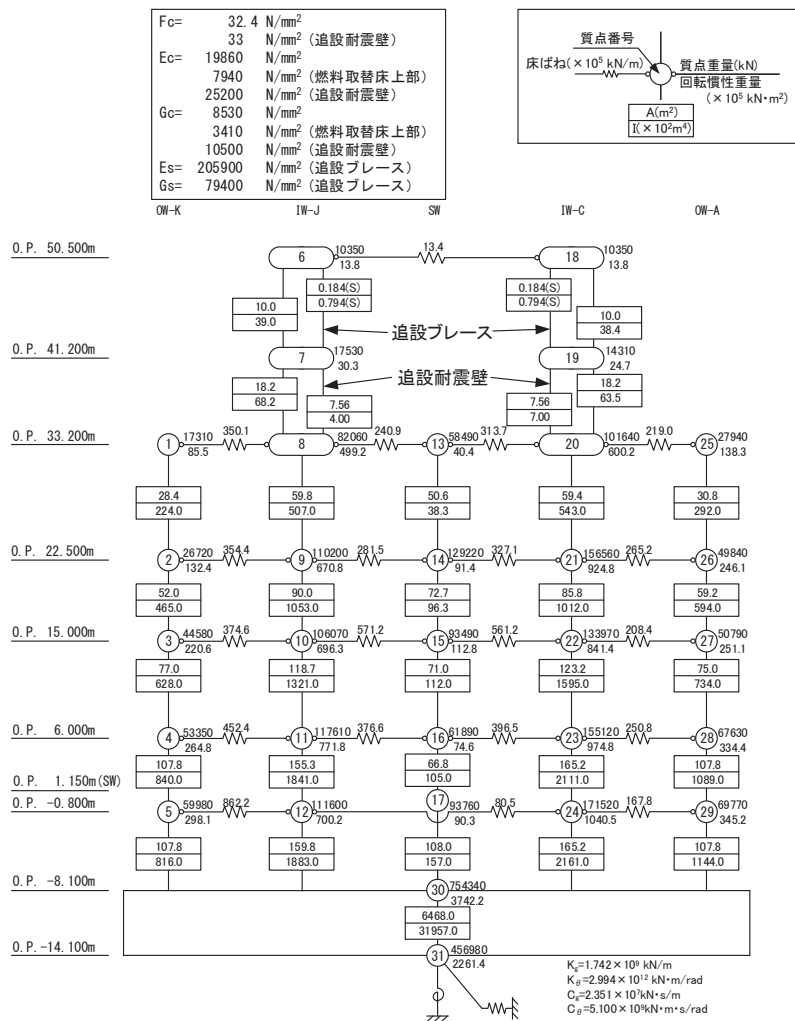 Fc= 32.4 N/mm²
33 N/mm²(追設耐震壁)
Ec= 19860 N/mm²
7940 N/mm²(燃料取替床上部)
25200 N/mm²(追設耐震壁)
Gc= 8530 N/mm²
3410 N/mm²(燃料取替床上部)
10500 N/mm²(追設耐震壁)
Es= 205900 N/mm²(追設ブレース)
Gs= 79400 N/mm²(追設ブレース)
質点番号
床ばね(×10⁵ kN/m)
質点重量(kN)
回転慣性重量
(×10⁵ kN・m²)
A(m²)
I(×10²m⁴)
OW-K IW-J SW IW-C OW-A
O.P. 50.500m
6 10350 13.4 18 10350
13.8 13.8
0.184(S) 0.184(S)
0.794(S) 0.794(S)
10.0 10.0
39.0 38.4
追設ブレース
O.P. 41.200m
7 17530 19 14310
30.3 24.7
追設耐震壁
18.2 18.2
68.2 63.5
7.56 7.56
4.00 7.00
O.P. 33.200m
1 17310 350.1 8 82060 240.9 13 58490 313.7 20 101640 219.0 25 27940
85.5 499.2 40.4 600.2 138.3
28.4 59.8 50.6 59.4 30.8
224.0 507.0 38.3 543.0 292.0
O.P. 22.500m
2 26720 354.4 9 110200 281.5 14 129220 327.1 21 156560 265.2 26 49840
132.4 670.8 91.4 924.8 246.1
52.0 90.0 72.7 85.8 59.2
465.0 1053.0 96.3 1012.0 594.0
O.P. 15.000m
3 44580 374.6 10 106070 571.2 15 93490 561.2 22 133970 208.4 27 50790
220.6 696.3 112.8 841.4 251.1
77.0 118.7 71.0 123.2 75.0
628.0 1321.0 112.0 1595.0 734.0
O.P. 6.000m
4 53350 452.4 11 117610 376.6 16 61890 396.5 23 155120 250.8 28 67630
264.8 771.8 74.6 974.8 334.4
107.8 155.3 66.8 165.2 107.8
840.0 1841.0 105.0 2111.0 1089.0
O.P. 1.150m(SW)
O.P. -0.800m
5 59980 862.2 12 111600 17 93760 80.5 24 171520 167.8 29 69770
298.1 700.2 90.3 1040.5 345.2
107.8 159.8 108.0 165.2 107.8
816.0 1883.0 157.0 2161.0 1144.0
O.P. -8.100m
30 754340
3742.2
6468.0
31957.0
O.P.-14.100m
31 456980
2261.4
Kg=1.742×10⁹ kN/m
Kθ=2.994×10¹² kN・m/rad
Cg=2.351×10⁷kN・s/m
Cθ=5.100×10⁹kN・m・s/rad